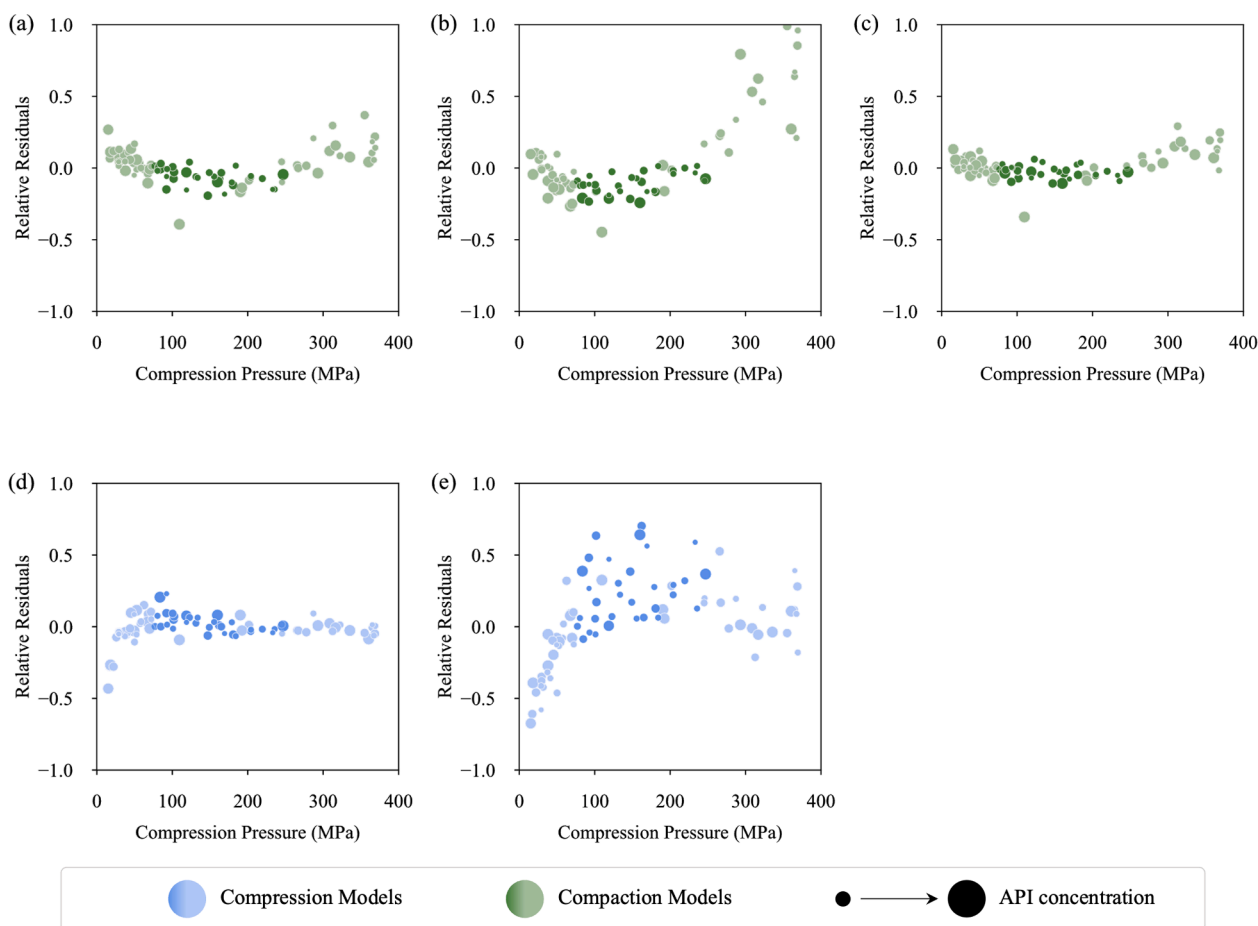 (a)
1.0
0.5
0.0
−0.5
−1.0
Relative Residuals
0 100 200 300 400
Compression Pressure (MPa)
(b)
1.0
0.5
0.0
−0.5
−1.0
Relative Residuals
0 100 200 300 400
Compression Pressure (MPa)
(c)
1.0
0.5
0.0
−0.5
−1.0
Relative Residuals
0 100 200 300 400
Compression Pressure (MPa)
(d)
1.0
0.5
0.0
−0.5
−1.0
Relative Residuals
0 100 200 300 400
Compression Pressure (MPa)
(e)
1.0
0.5
0.0
−0.5
−1.0
Relative Residuals
0 100 200 300 400
Compression Pressure (MPa)
Compression Models
Compaction Models
API concentration